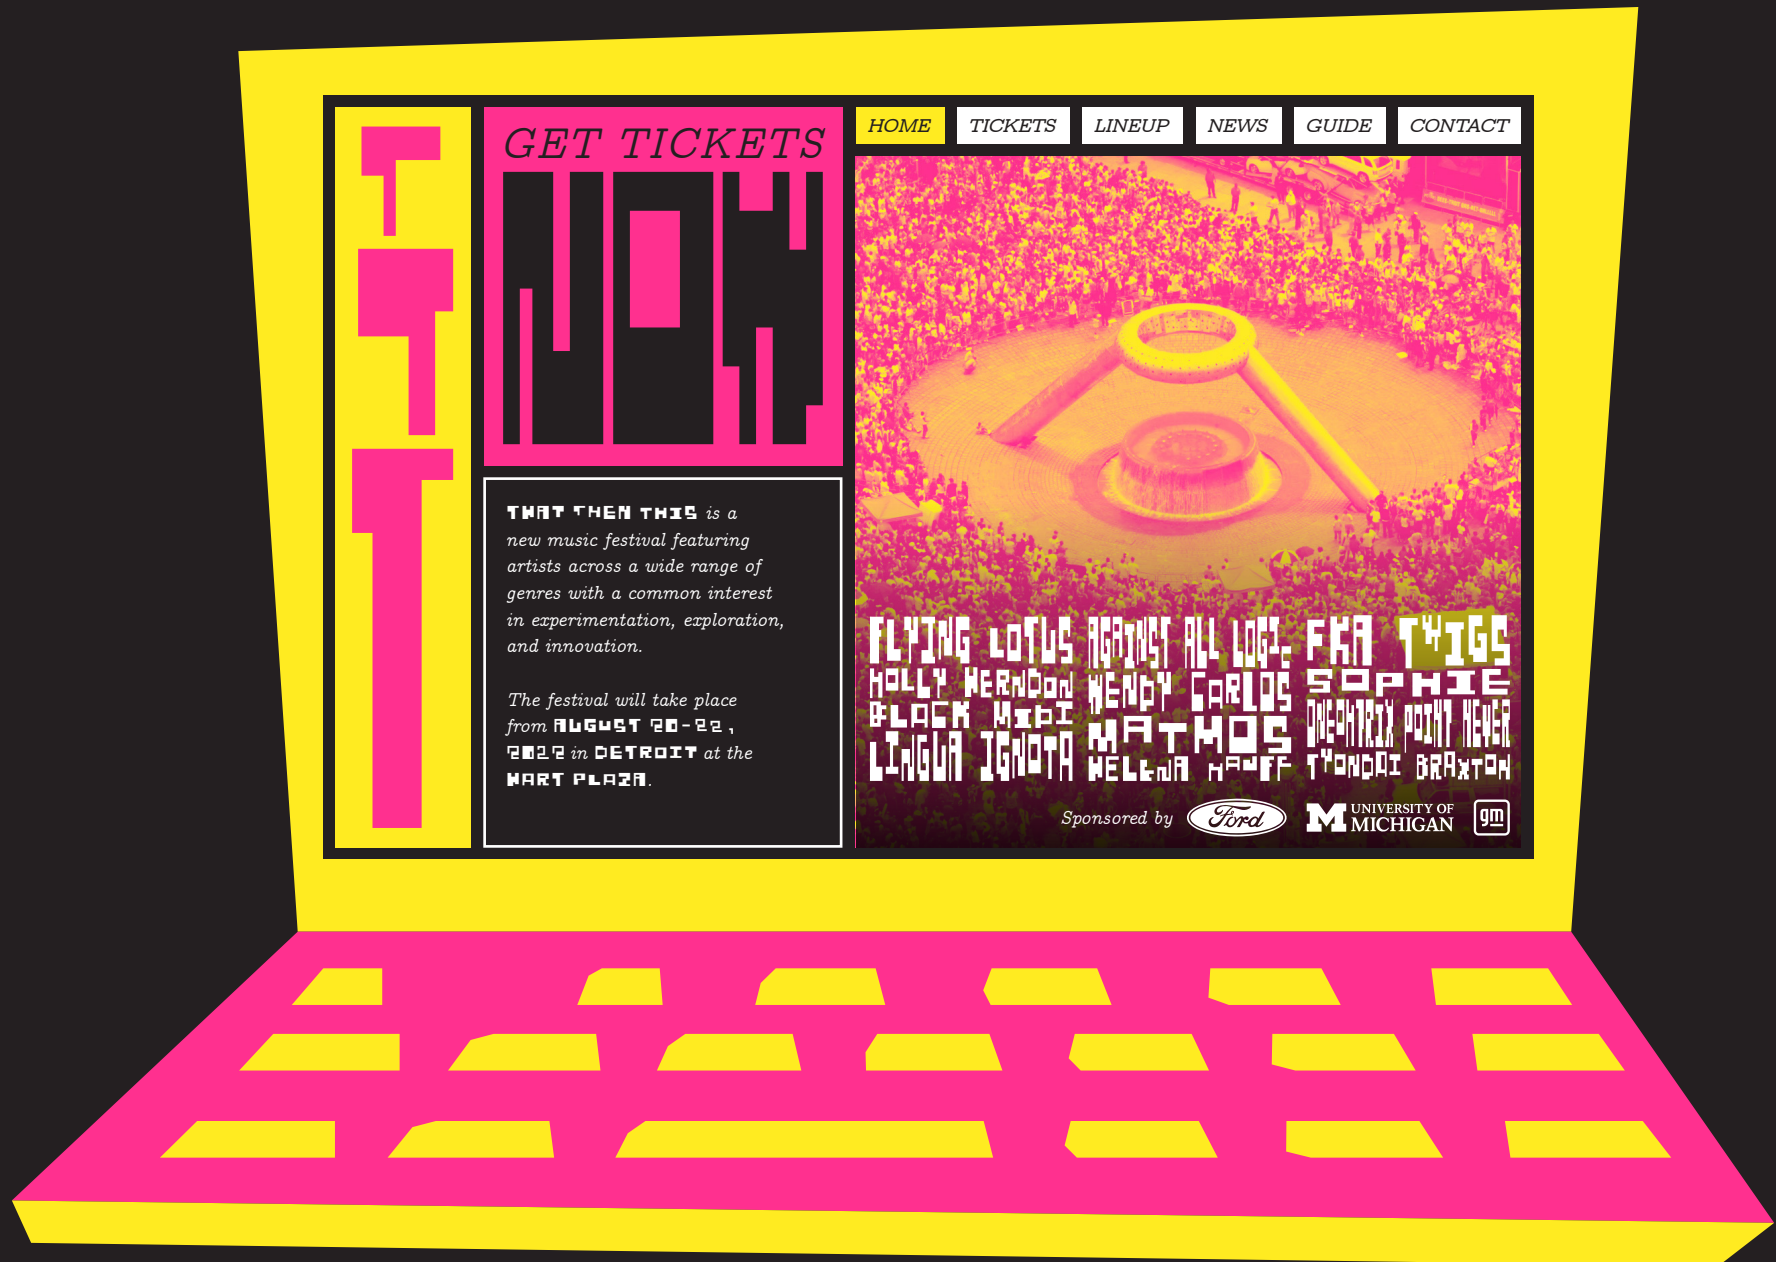 T
T
T
GET TICKETS
NOW
THAT THEN THIS is a
new music festival featuring
artists across a wide range of
genres with a common interest
in experimentation, exploration,
and innovation.
The festival will take place
from AUGUST 20-22,
2022 in DETROIT at the
HART PLAZA.
HOME TICKETS LINEUP NEWS GUIDE CONTACT
FLYING LOTUS AGAINST ALL LOGIC FKA TWIGS
HOLLY HERNDON WENDY CARLOS SOPHIE
BLACK MIDI MATMOS ONEOHTRIX POINT NEVER
LINGUA IGNOTA HELENA HAUFF TYONDAI BRAXTON
Sponsored by Ford M UNIVERSITY OF MICHIGAN gm